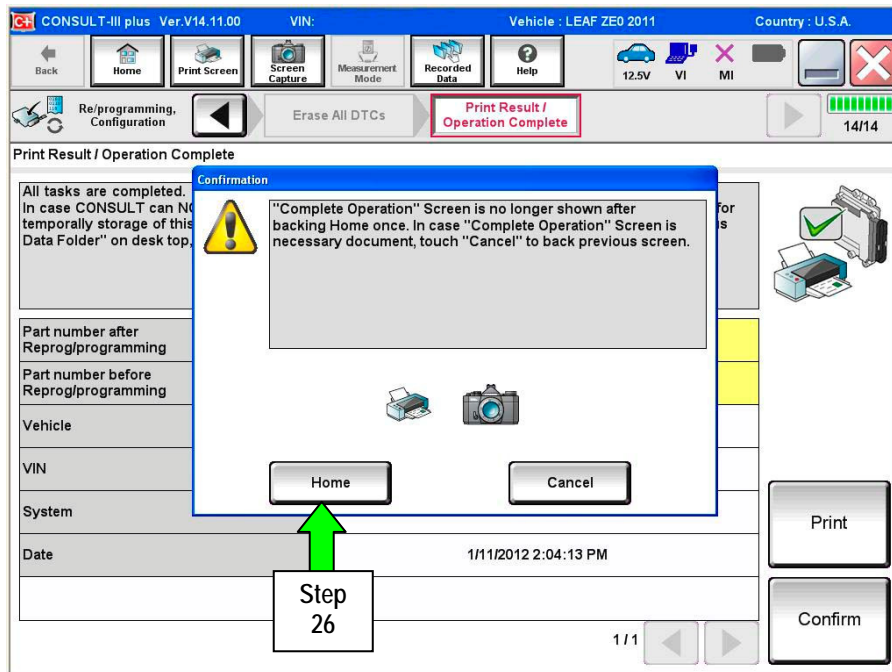 CONSULT-III plus Ver.V14.11.00 VIN: Vehicle : LEAF ZE0 2011 Country : U.S.A.
Back
Home
Print Screen
Screen
Capture
Measurement
Mode
Recorded
Data
Help
12.5V VI MI
Re/programming,
Configuration
Erase All DTCs
Print Result /
Operation Complete
14/14
Print Result / Operation Complete
All tasks are completed.
In case CONSULT can
for
temporally storage of this
Data Folder" on desk top,
Confirmation
"Complete Operation" Screen is no longer shown after
backing Home once. In case "Complete Operation" Screen is
necessary document, touch "Cancel" to back previous screen.
Home
Cancel
Part number after
Reprog/programming
Part number before
Reprog/programming
Vehicle
VIN
System
Date
1/11/2012 2:04:13 PM
Step
26
1/1
Print
Confirm